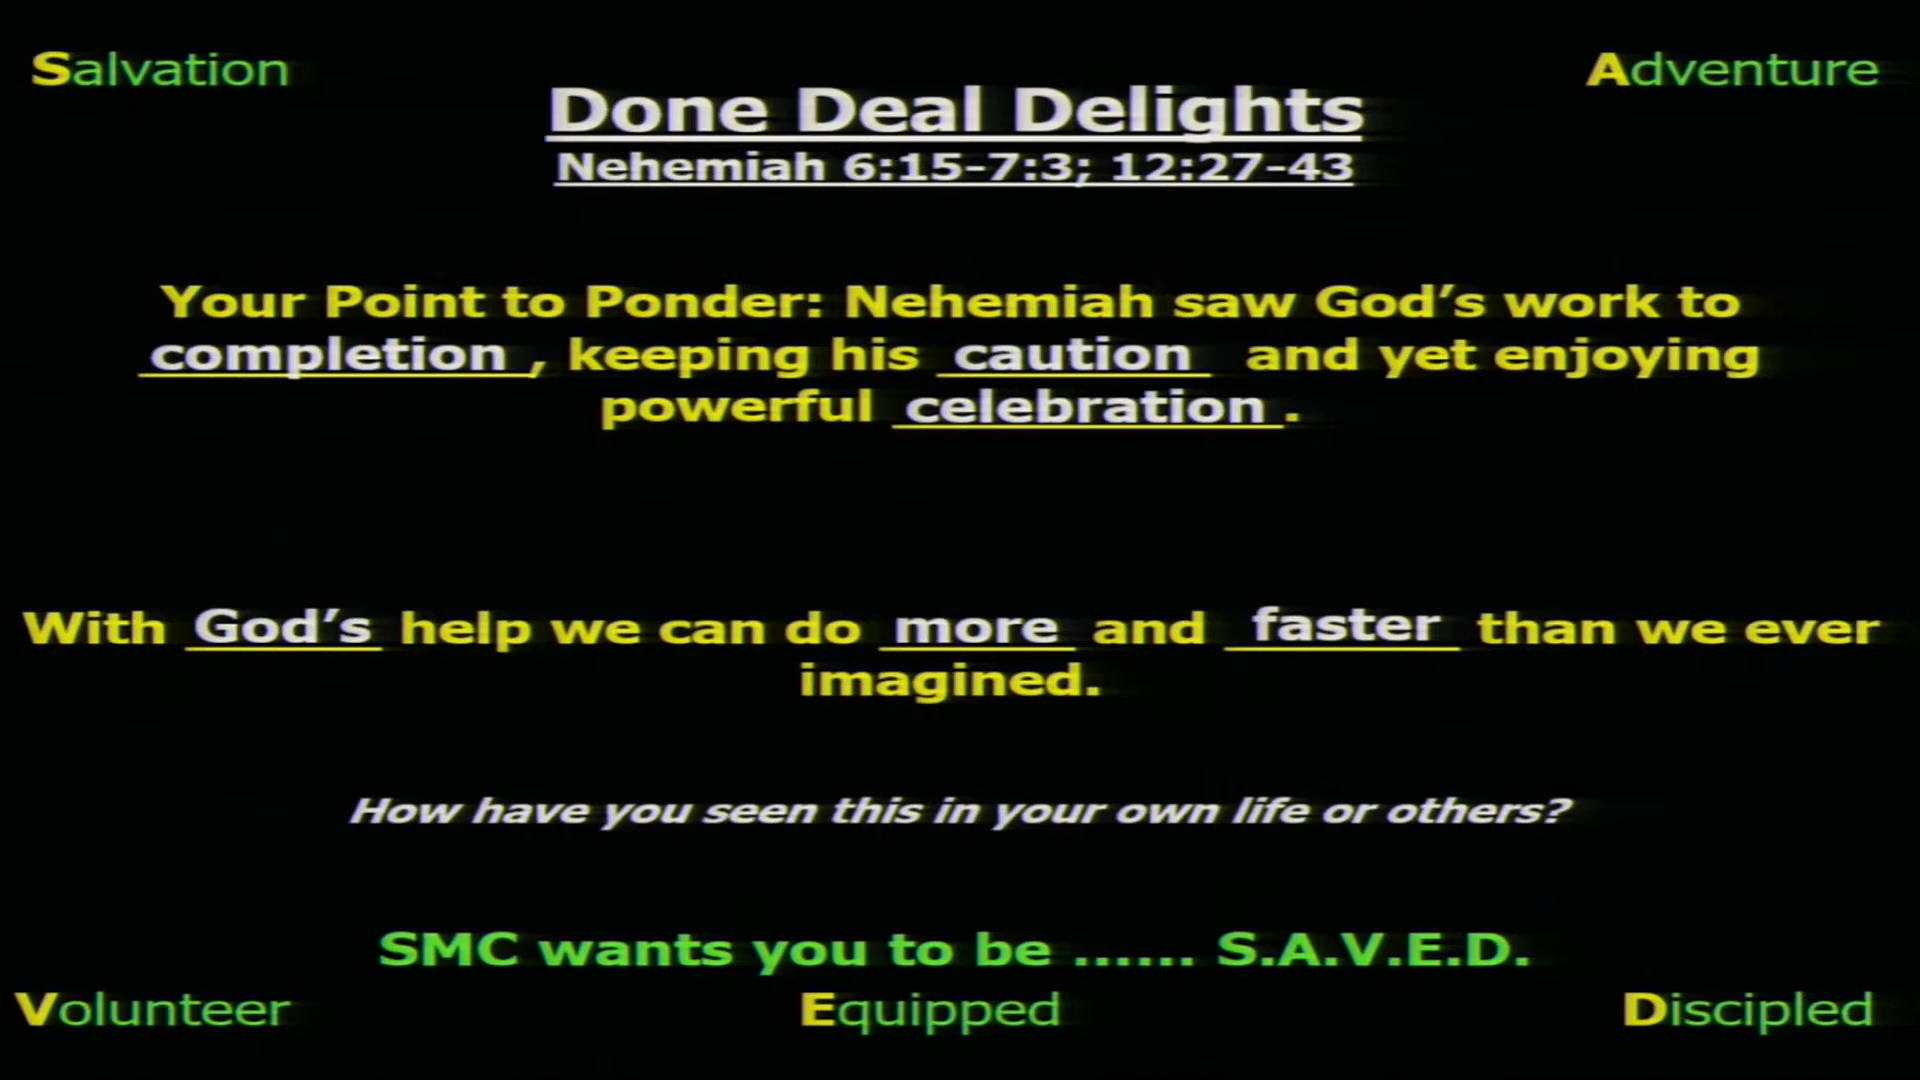 Salvation
Adventure
Done Deal Delights
Nehemiah 6:15-7:3; 12:27-43
Your Point to Ponder: Nehemiah saw God’s work to
completion, keeping his caution and yet enjoying
powerful celebration.
With God’s help we can do more and faster than we ever
imagined.
How have you seen this in your own life or others?
SMC wants you to be ...... S.A.V.E.D.
Volunteer
Equipped
Discipled